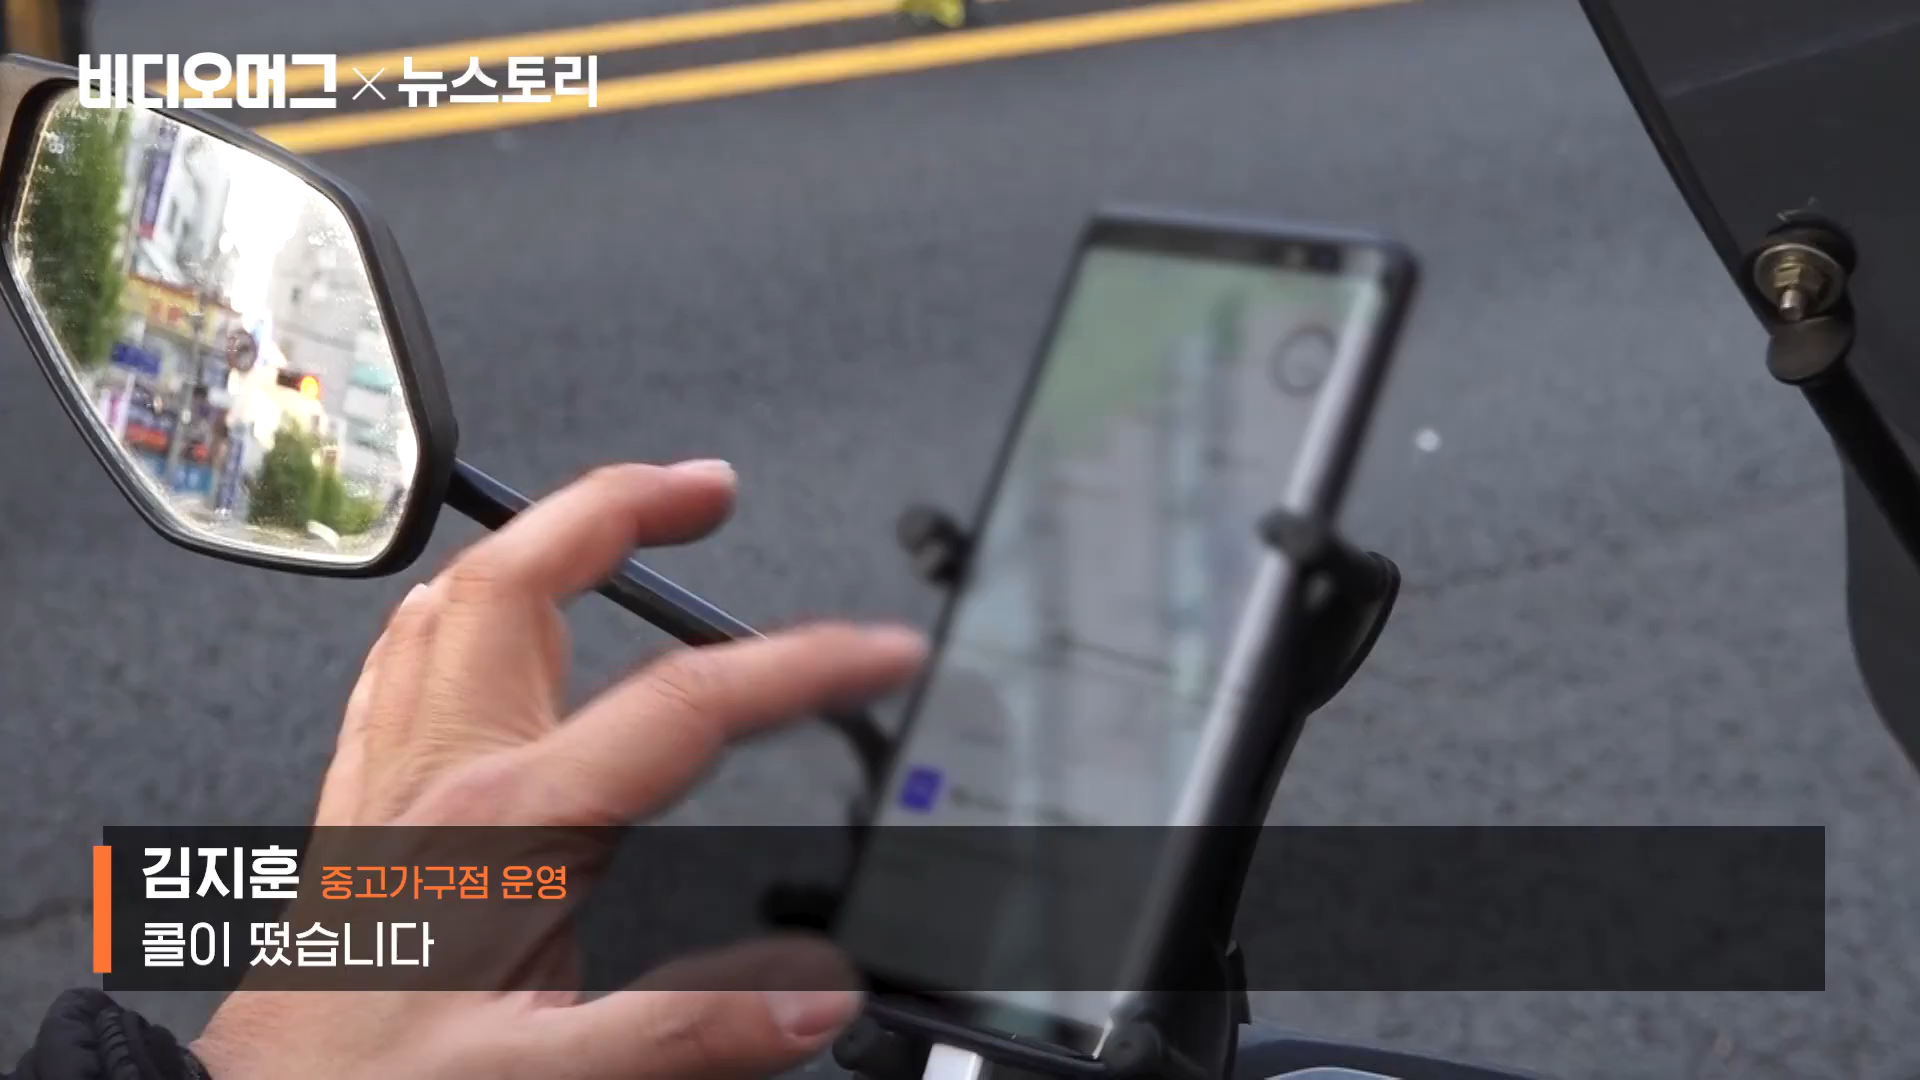 비디오머그×뉴스토리
김지훈 중고가구점 운영
콜이 떴습니다